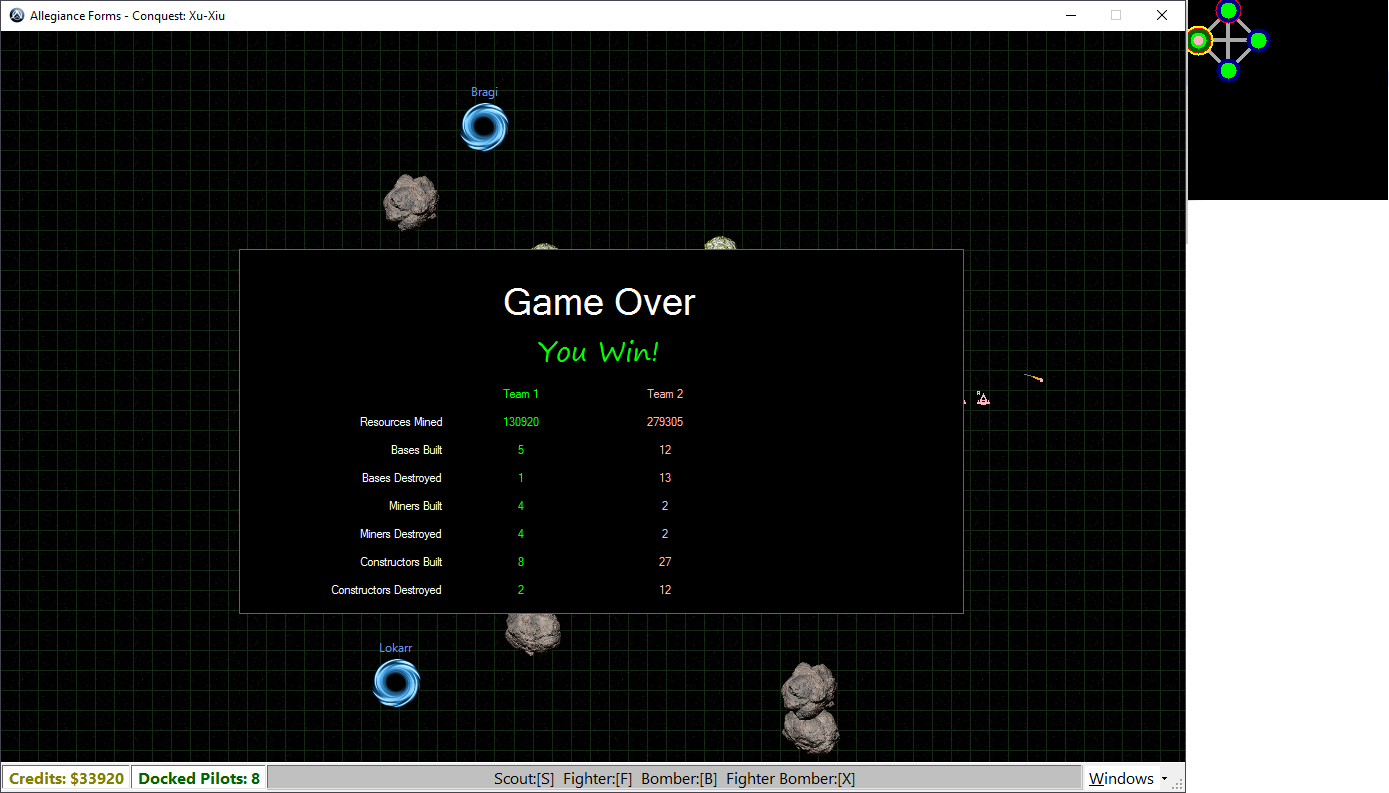 Allegiance Forms - Conquest: Xu-Xiu
Bragi
Game Over
You Win!
Team 1 Team 2
Resources Mined 130920 279305
Bases Built 5 12
Bases Destroyed 1 13
Miners Built 4 2
Miners Destroyed 4 2
Constructors Built 8 27
Constructors Destroyed 2 12
Lokarr
Credits: $33920 Docked Pilots: 8 Scout:[S] Fighter:[F] Bomber:[B] Fighter Bomber:[X] Windows